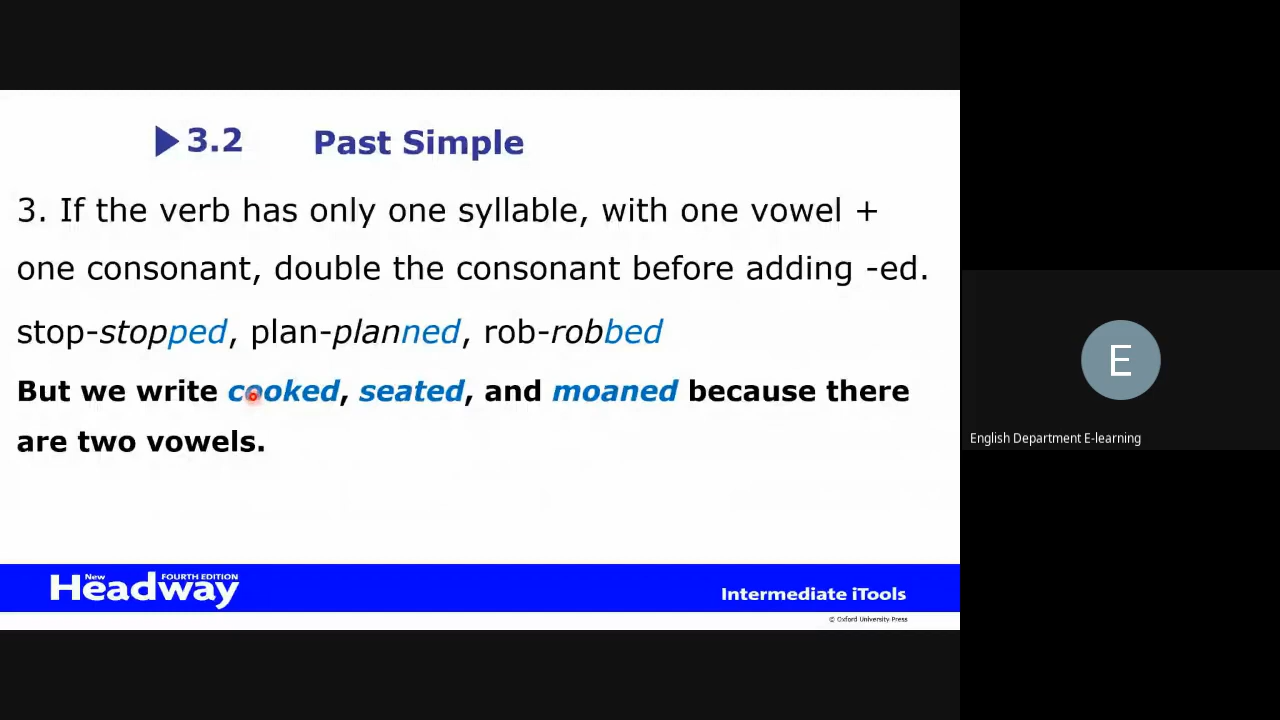 3.2 Past Simple
3. If the verb has only one syllable, with one vowel +
one consonant, double the consonant before adding -ed.
stop-stopped, plan-planned, rob-robbed
But we write cooked, seated, and moaned because there
are two vowels.
E
English Department E-learning
New Headway FOURTH EDITION
Intermediate iTools
© Oxford University Press